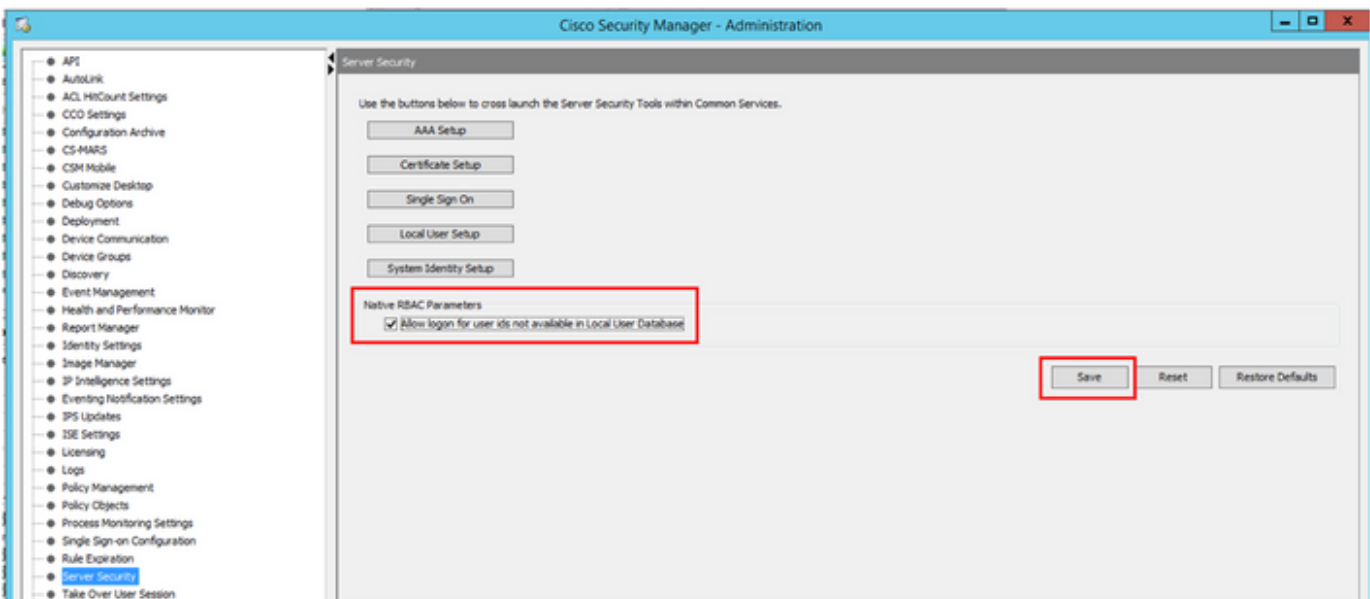 Cisco Security Manager - Administration
API
AutoLink
ACL HitCount Settings
CCO Settings
Configuration Archive
CS-MARS
CSM Mobile
Customize Desktop
Debug Options
Deployment
Device Communication
Device Groups
Discovery
Event Management
Health and Performance Monitor
Report Manager
Identity Settings
Image Manager
IP Intelligence Settings
Eventing Notification Settings
IPS Updates
ISE Settings
Licensing
Logs
Policy Management
Policy Objects
Process Monitoring Settings
Single Sign-on Configuration
Rule Expiration
Server Security
Take Over User Session
Server Security
Use the buttons below to cross launch the Server Security Tools within Common Services.
AAA Setup
Certificate Setup
Single Sign On
Local User Setup
System Identity Setup
Native RBAC Parameters
Allow logon for user ids not available in Local User Database
Save Reset Restore Defaults